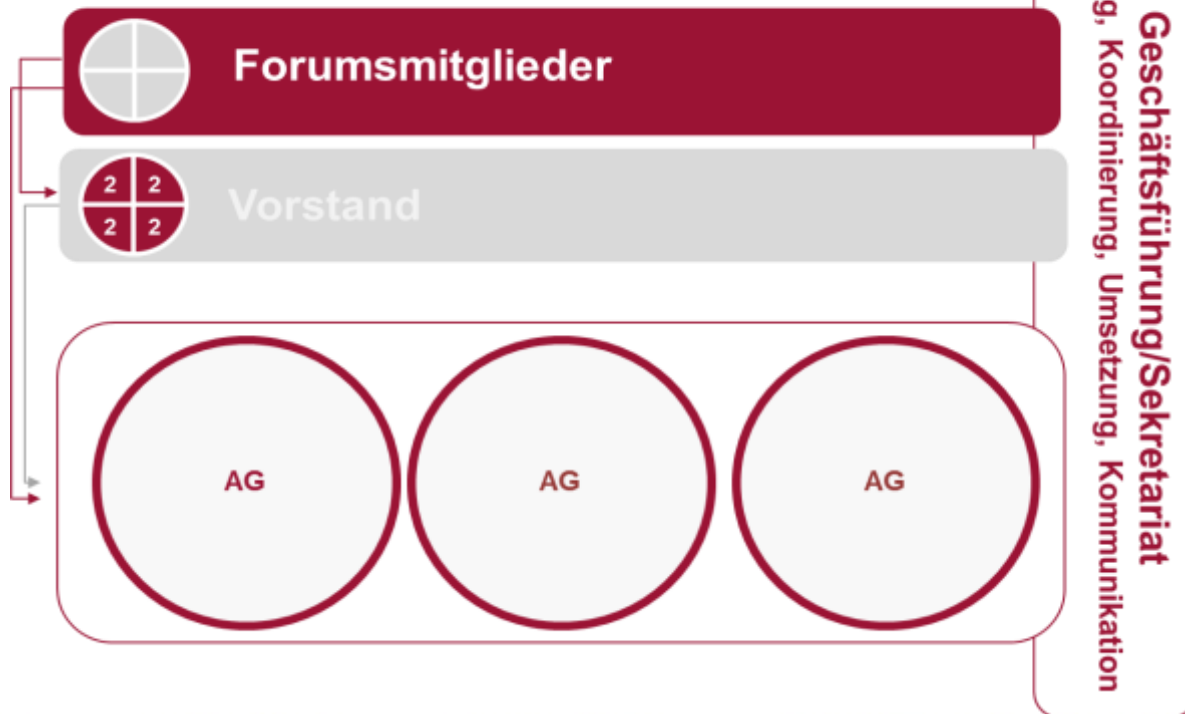 Forumsmitglieder
2 2
2 2
Vorstand
AG AG AG
Geschäftsführung/Sekretariat
Koordinierung, Umsetzung, Kommunikation